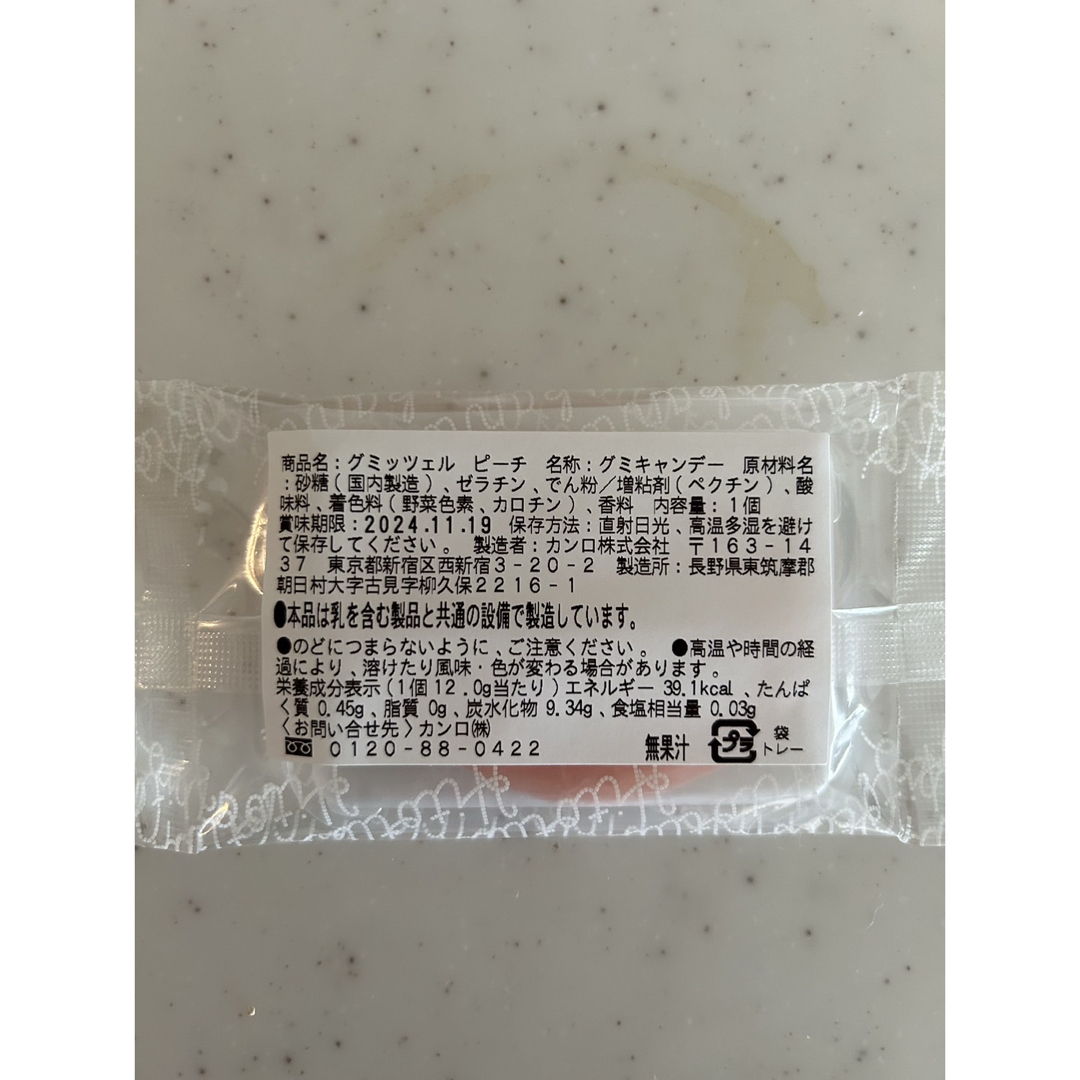 商品名：グミッツェル　ピーチ　名称：グミキャンデー　原材料名
：砂糖(国内製造)、ゼラチン、でん粉／増粘剤(ペクチン)、酸
味料、着色料(野菜色素、カロチン)、香料　内容量：1個
賞味期限：2024.11.19　保存方法：直射日光、高温多湿を避け
て保存してください。　製造者：カンロ株式会社　〒163-14
37　東京都新宿区西新宿3-20-2　製造所：長野県東筑摩郡
朝日村大字古見字柳久保2216-1
●本品は乳を含む製品と共通の設備で製造しています。
●のどにつまらないように、ご注意ください。　●高温や時間の経
過により、溶けたり風味・色が変わる場合があります。
栄養成分表示(1個12.0g当たり)エネルギー 39.1kcal、たんぱ
く質 0.45g、脂質 0g、炭水化物 9.34g、食塩相当量 0.03g
〈お問い合せ先〉カンロ㈱
0120-88-0422　無果汁　プラ　袋
トレー